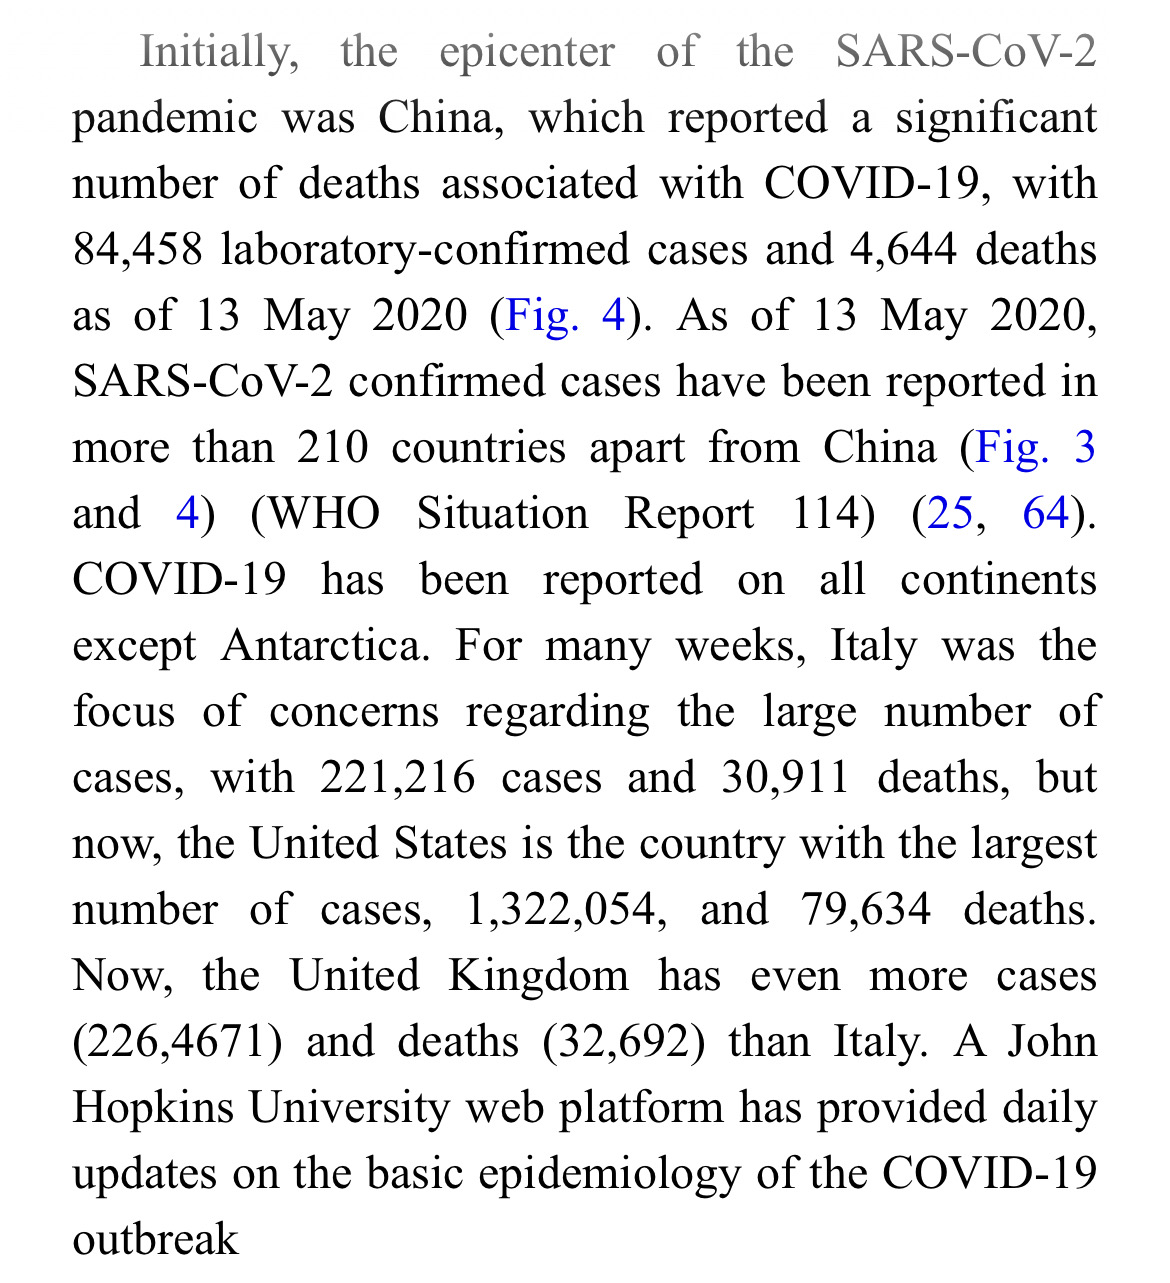 Initially, the epicenter of the SARS-CoV-2
pandemic was China, which reported a significant
number of deaths associated with COVID-19, with
84,458 laboratory-confirmed cases and 4,644 deaths
as of 13 May 2020 (Fig. 4). As of 13 May 2020,
SARS-CoV-2 confirmed cases have been reported in
more than 210 countries apart from China (Fig. 3
and 4) (WHO Situation Report 114) (25, 64).
COVID-19 has been reported on all continents
except Antarctica. For many weeks, Italy was the
focus of concerns regarding the large number of
cases, with 221,216 cases and 30,911 deaths, but
now, the United States is the country with the largest
number of cases, 1,322,054, and 79,634 deaths.
Now, the United Kingdom has even more cases
(226,4671) and deaths (32,692) than Italy. A John
Hopkins University web platform has provided daily
updates on the basic epidemiology of the COVID-19
outbreak